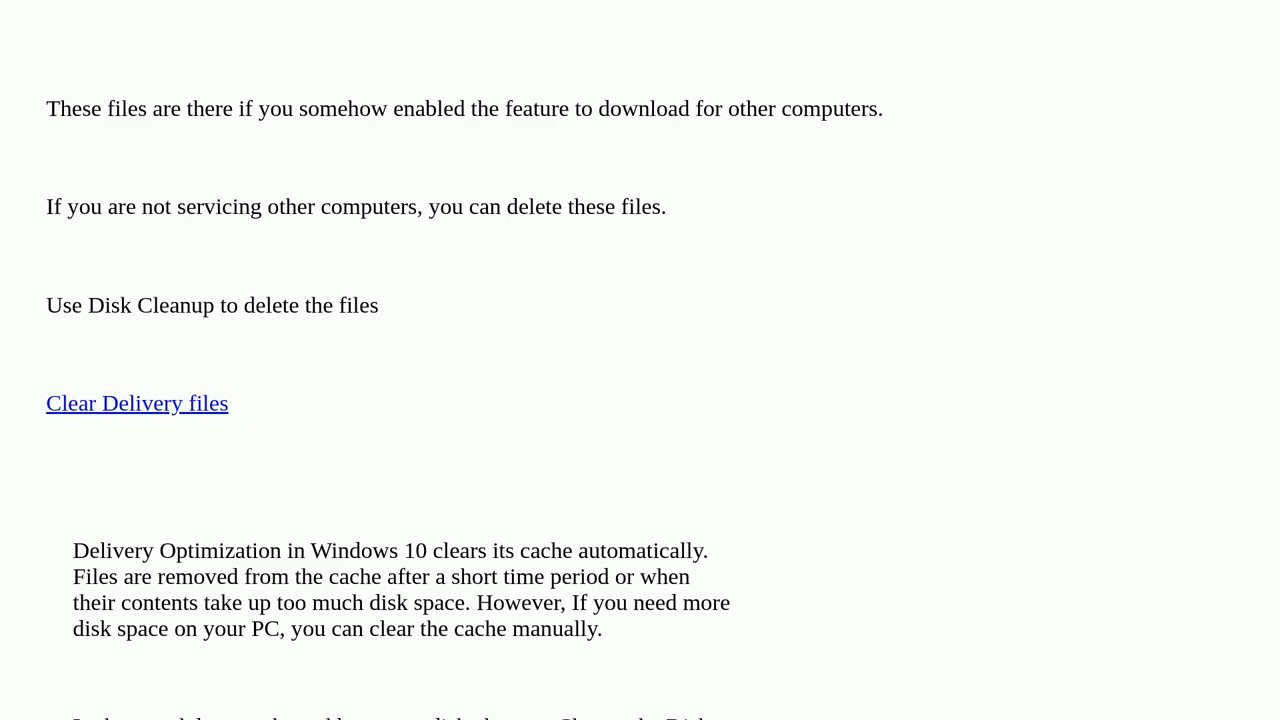 These files are there if you somehow enabled the feature to download for other computers.
If you are not servicing other computers, you can delete these files.
Use Disk Cleanup to delete the files
Clear Delivery files
Delivery Optimization in Windows 10 clears its cache automatically.
Files are removed from the cache after a short time period or when
their contents take up too much disk space. However, If you need more
disk space on your PC, you can clear the cache manually.